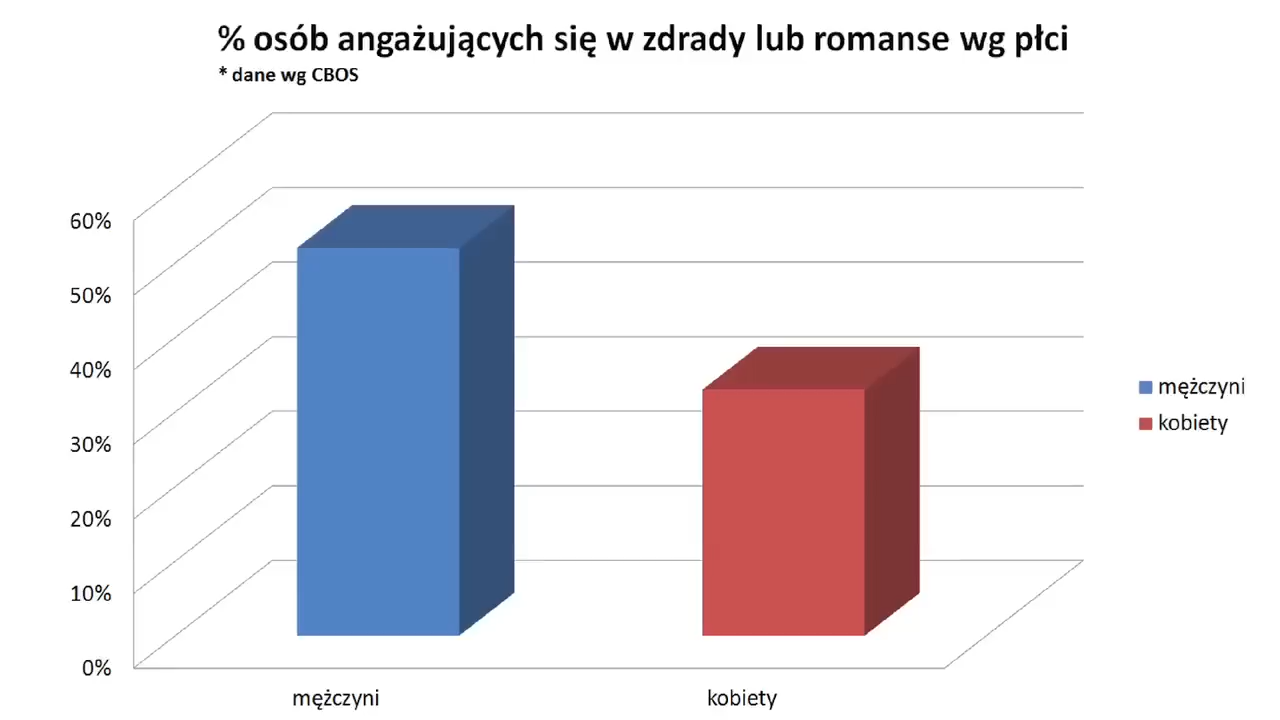 % osób angażujących się w zdrady lub romanse wg płci
* dane wg CBOS
60%
50%
40%
30%
20%
10%
0%
mężczyni
kobiety
mężczyni
kobiety